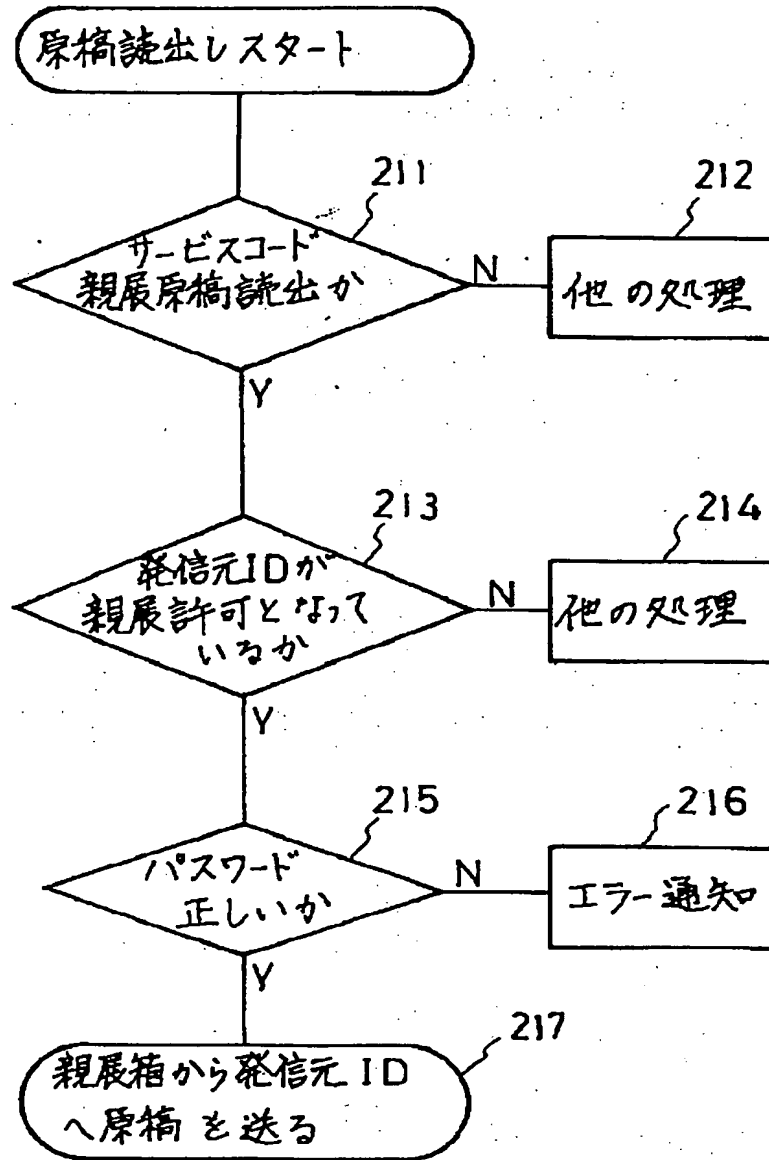 原稿読出しスタート
211
212
サービスコード
親展原稿読出か
N
他の処理
Y
213
214
発信元IDが
親展許可となって
いるか
N
他の処理
Y
215
216
パスワード
正しいか
N
エラー通知
Y
217
親展箱から発信元ID
へ原稿を送る